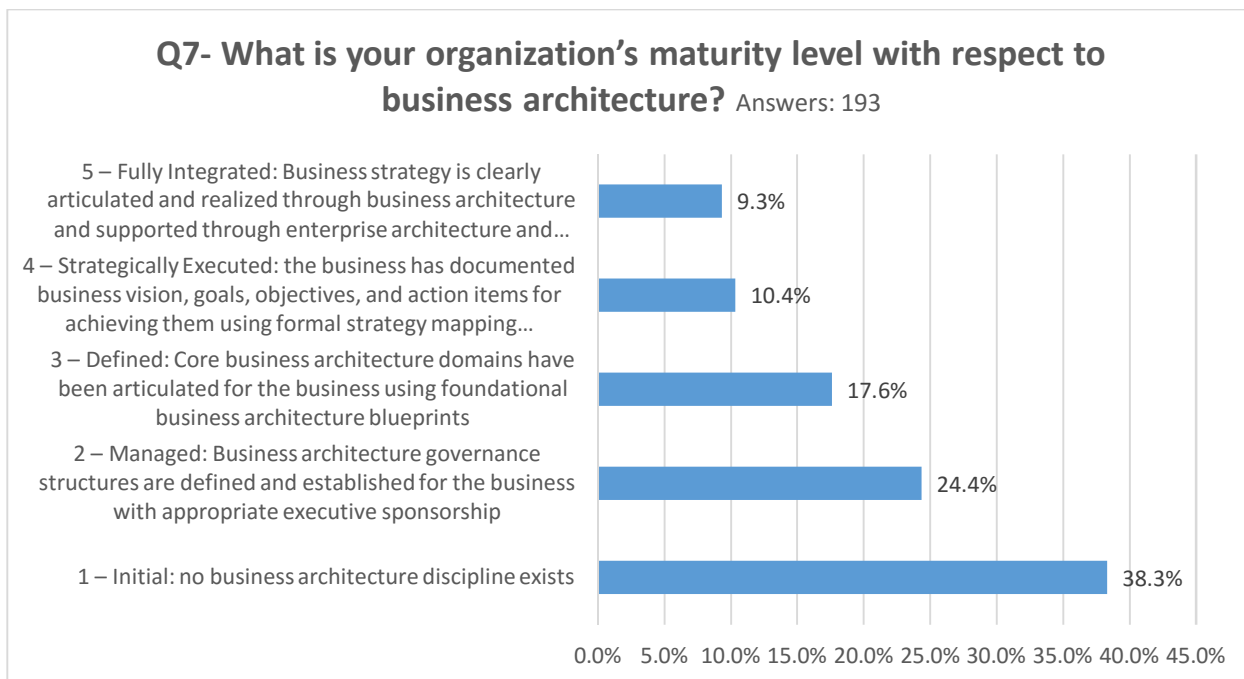 Q7- What is your organization’s maturity level with respect to
business architecture? Answers: 193
5 – Fully Integrated: Business strategy is clearly
articulated and realized through business architecture
and supported through enterprise architecture and…
9.3%
4 – Strategically Executed: the business has documented
business vision, goals, objectives, and action items for
achieving them using formal strategy mapping…
10.4%
3 – Defined: Core business architecture domains have
been articulated for the business using foundational
business architecture blueprints
17.6%
2 – Managed: Business architecture governance
structures are defined and established for the business
with appropriate executive sponsorship
24.4%
1 – Initial: no business architecture discipline exists
38.3%
0.0% 5.0% 10.0% 15.0% 20.0% 25.0% 30.0% 35.0% 40.0% 45.0%